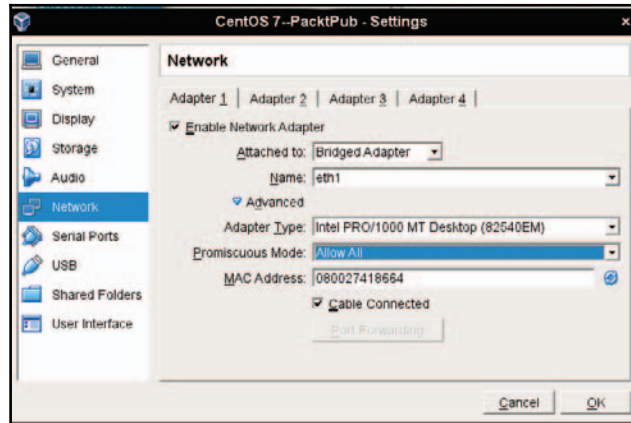 CentOS 7--PacktPub - Settings
General
System
Display
Storage
Audio
Network
Serial Ports
USB
Shared Folders
User Interface
Network
Adapter 1 Adapter 2 Adapter 3 Adapter 4
Enable Network Adapter
Attached to: Bridged Adapter
Name: eth1
Advanced
Adapter Type: Intel PRO/1000 MT Desktop (82540EM)
Promiscuous Mode: Allow All
MAC Address: 080027418664
Cable Connected
Port Forwarding
Cancel OK